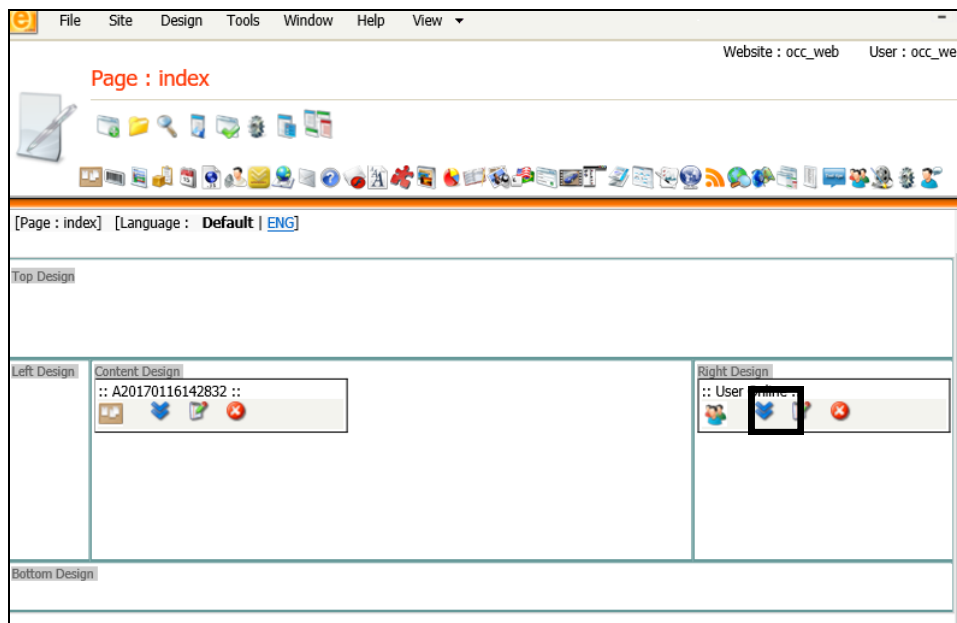 File Site Design Tools Window Help View
Website : occ_web User : occ_we
Page : index
[Page : index] [Language : Default | ENG]
Top Design
Left Design Content Design Right Design
:: A20170116142832 :: :: User Online ::
Bottom Design